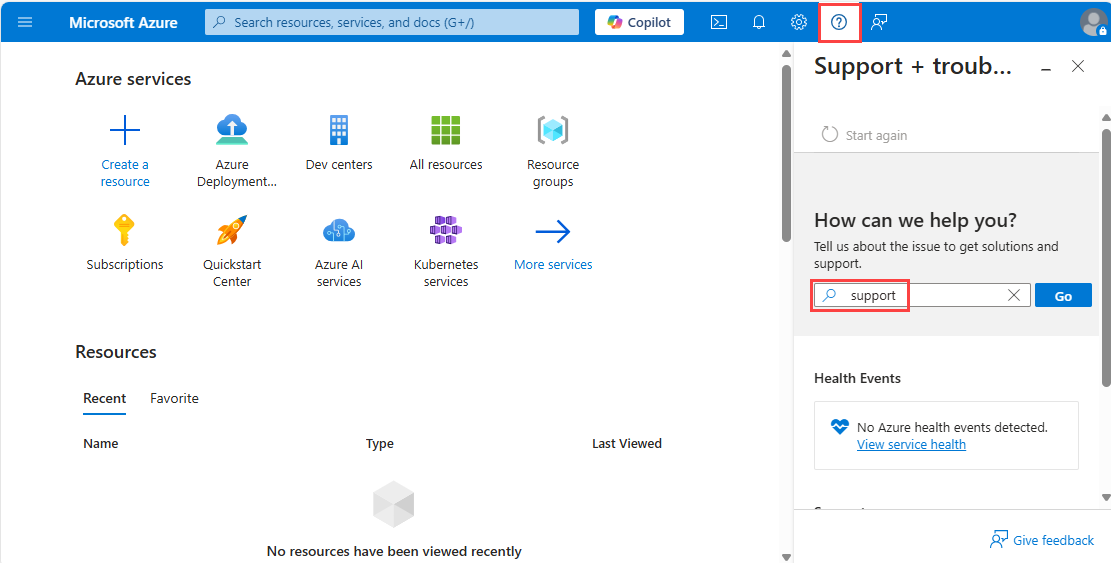 Microsoft Azure
Search resources, services, and docs (G+/)
Copilot
Azure services
Create a
resource
Azure
Deployment...
Dev centers
All resources
Resource
groups
Subscriptions
Quickstart
Center
Azure AI
services
Kubernetes
services
More services
Resources
Recent
Favorite
Name
Type
Last Viewed
No resources have been viewed recently
Support + troub...
Start again
How can we help you?
Tell us about the issue to get solutions and
support.
support
Go
Health Events
No Azure health events detected.
View service health
Give feedback